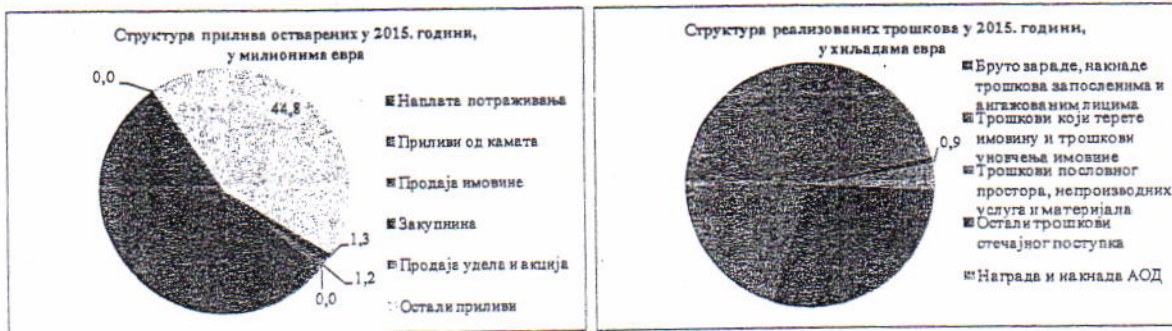 Структура прилива остварених у 2015. години,
у милионима евра
0,0
44,8
1,3
1,2
0,0
Наплата потраживања
Приливи од камата
Продаја имовине
Закупнина
Продаја удела и акција
Остали приливи
Структура реализованих трошкова у 2015. години,
у хиљадама евра
0,9
Бруто зараде, накнаде
трошкова запосленима и
ангажованим лицима
Трошкови који терете
имовину и трошкови
уновчења имовине
Трошкови пословног
простора, непроизводних
услуга и материјала
Остали трошкови
стечајног поступка
Награда и накнада АОД